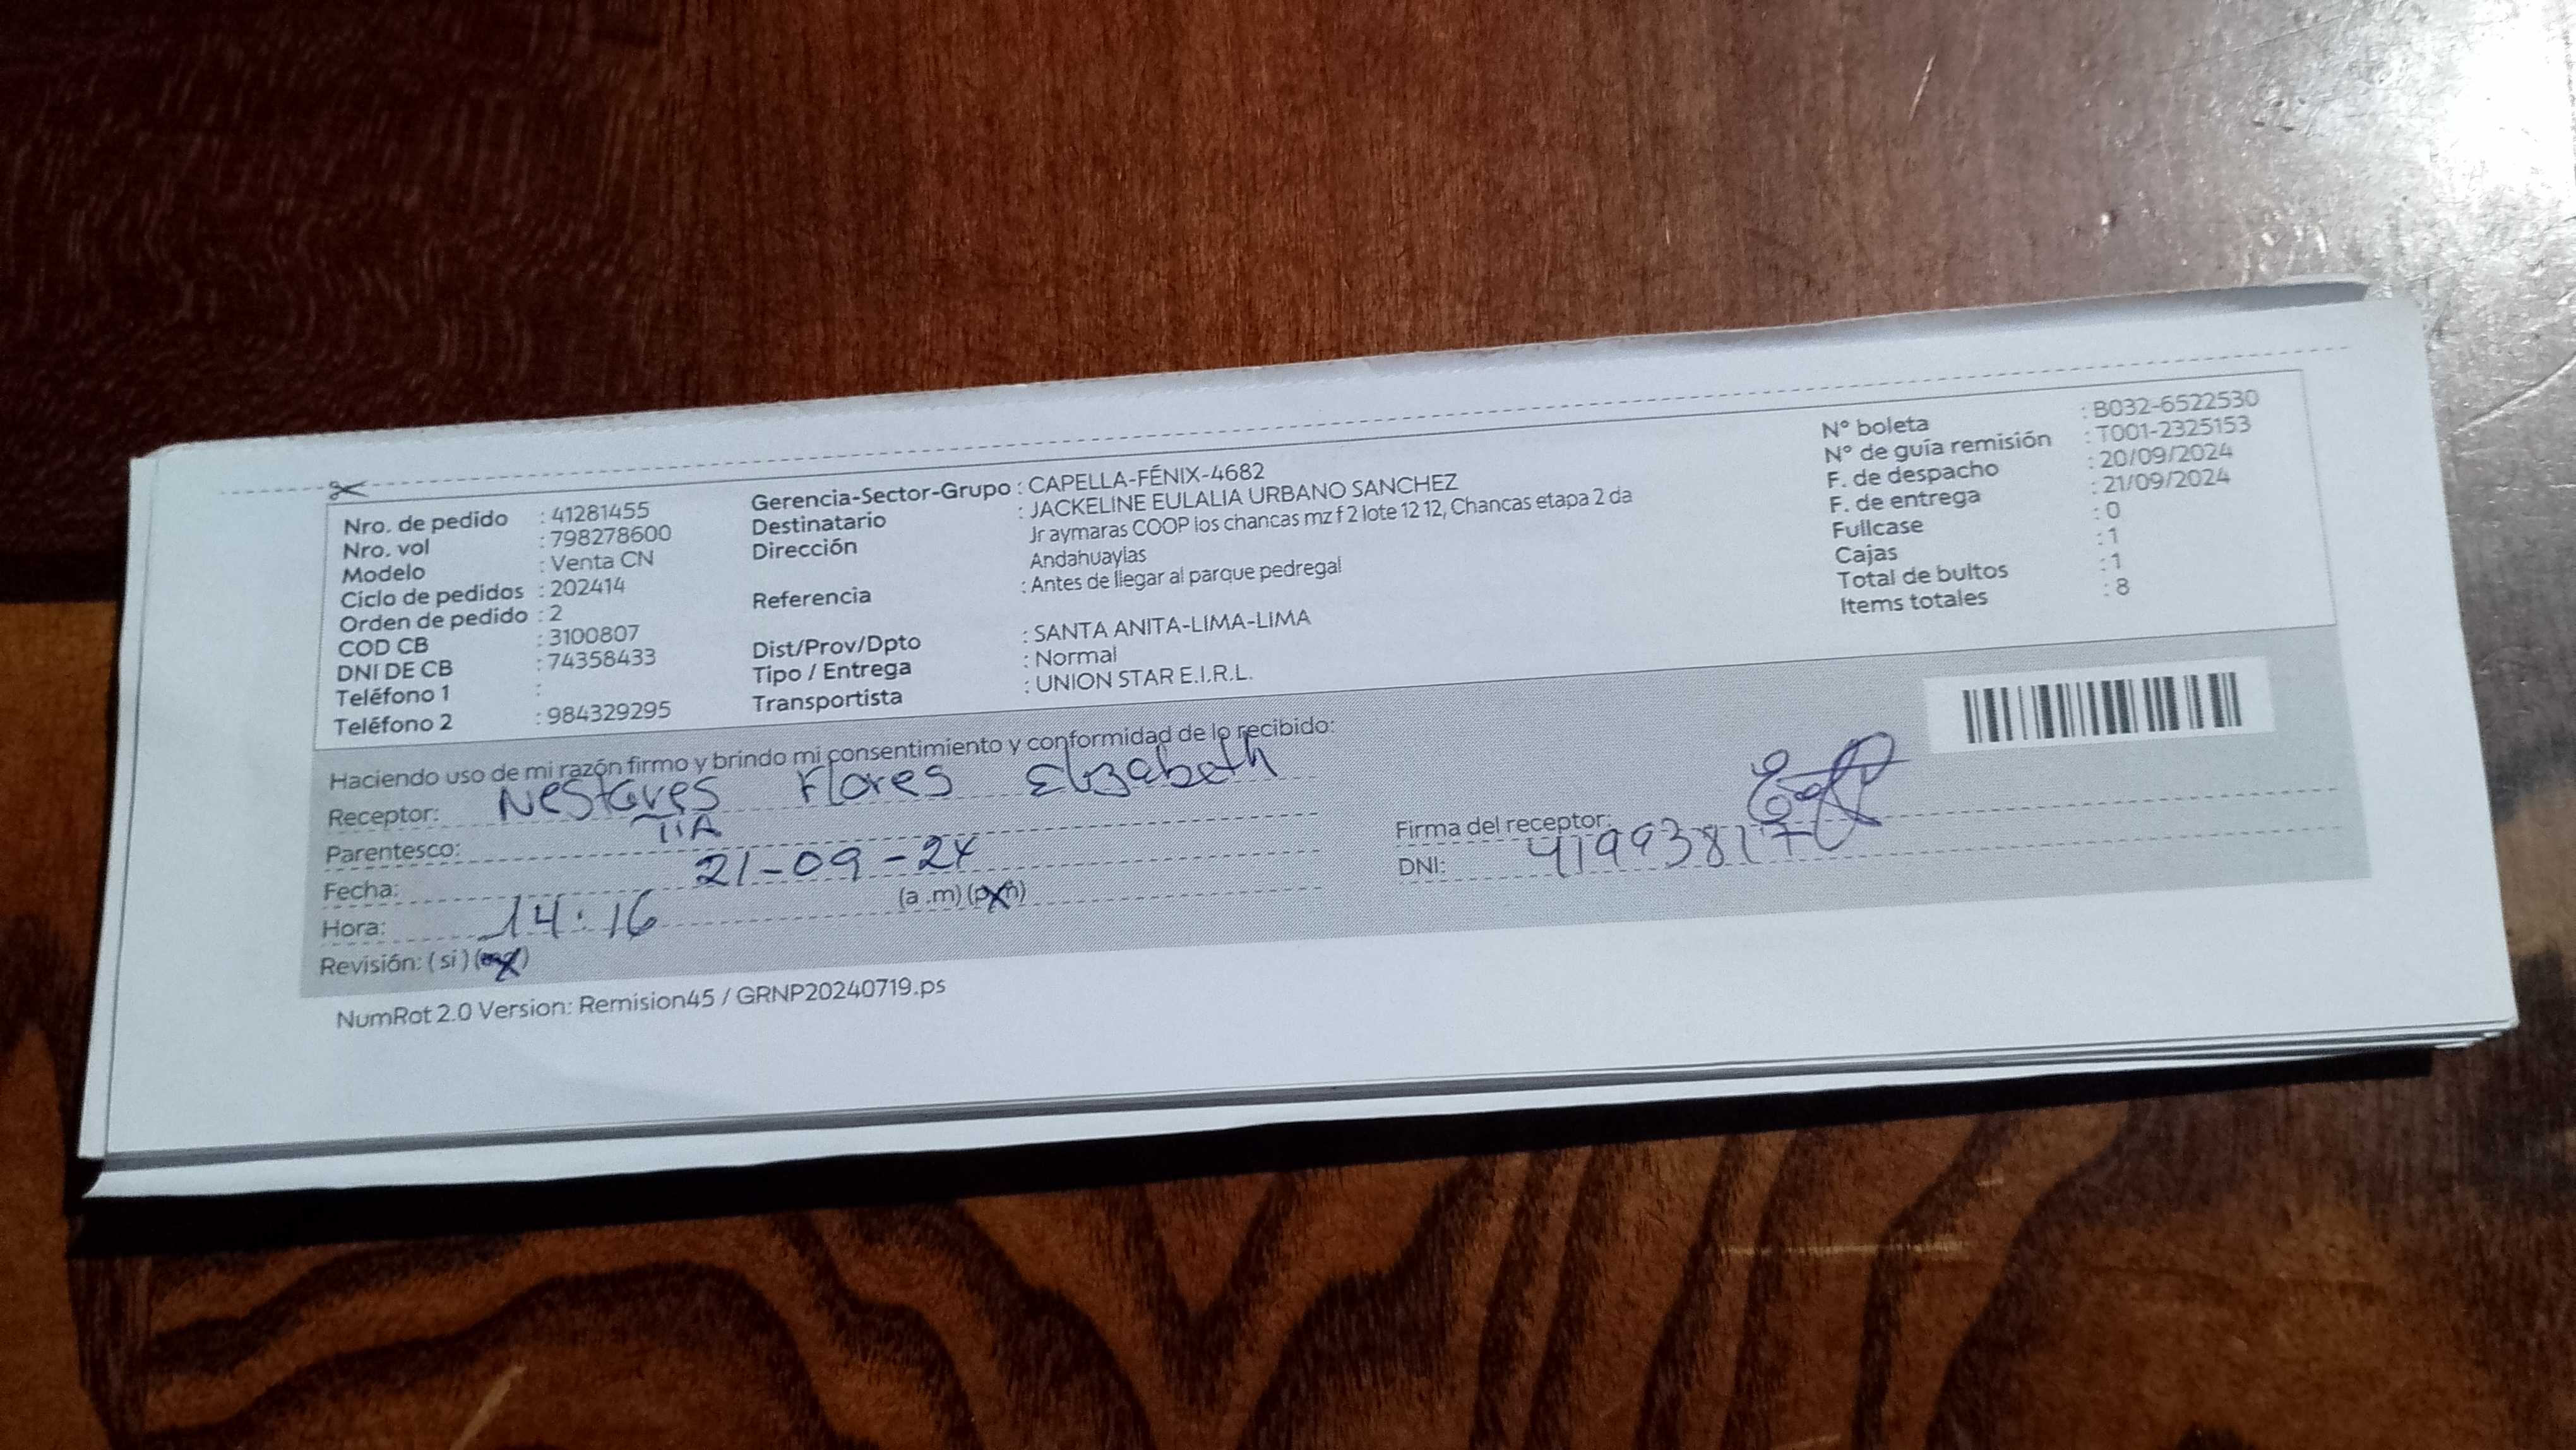 Nro. de pedido : 41281455
Nro. vol : 798278600
Modelo : Venta CN
Ciclo de pedidos : 202414
Orden de pedido : 2
COD CB : 3100807
DNI DE CB : 74358433
Teléfono 1 :
Teléfono 2 : 984329295
Gerencia-Sector-Grupo : CAPELLA-FÉNIX-4682
Destinatario : JACKELINE EULALIA URBANO SANCHEZ
Dirección Jr aymaras COOP los chancas mz f 2 lote 12 12, Chancas etapa 2 da
Andahuaylas
Referencia : Antes de llegar al parque pedregal
Dist/Prov/Dpto : SANTA ANITA-LIMA-LIMA
Tipo / Entrega : Normal
Transportista : UNION STAR E.I.R.L.
N° boleta : B032-6522530
N° de guía remisión : T001-2325153
F. de despacho : 20/09/2024
F. de entrega : 21/09/2024
Fullcase : 0
Cajas : 1
Total de bultos : 1
Items totales : 8
Haciendo uso de mi razón firmo y brindo mi consentimiento y conformidad de lo recibido:
Receptor: Nestares Flores Elizabeth
Parentesco: TIA
Fecha: 21-09-24
Hora: 14:16 (a.m) (p.m)
Revisión: (si) (no)
Firma del receptor:
DNI: 41993817
NumRot 2.0 Version: Remision45 / GRNP20240719.ps